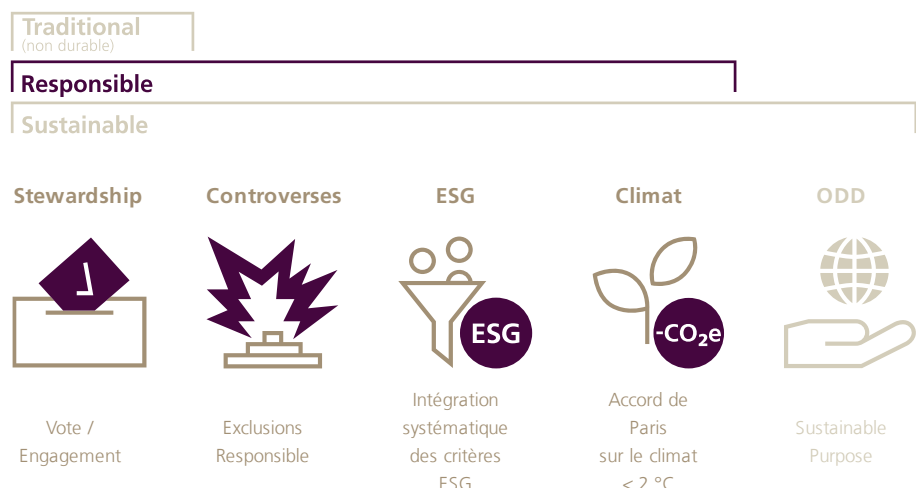 Traditional
(non durable)
Responsible
Sustainable
Stewardship
Controverses
ESG
Climat
ODD
ESG
-CO₂e
Vote /
Engagement
Exclusions
Responsible
Intégration
systématique
des critères
ESG
Accord de
Paris
sur le climat
< 2 °C
Sustainable
Purpose